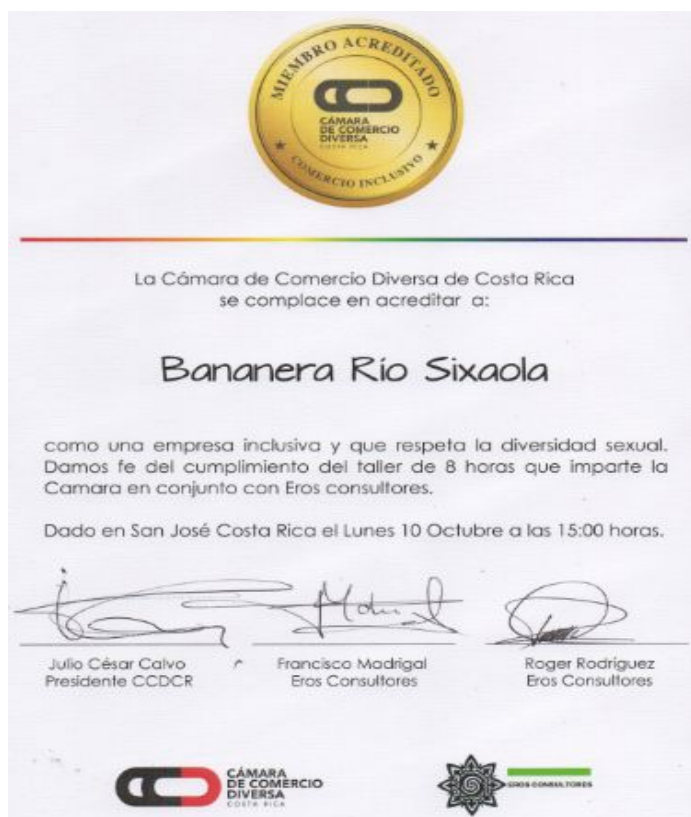 MIEMBRO ACREDITADO
CÁMARA
DE COMERCIO
DIVERSA
COSTA RICA
COMERCIO INCLUSIVO
La Cámara de Comercio Diversa de Costa Rica
se complace en acreditar a:
Bananera Río Sixaola
como una empresa inclusiva y que respeta la diversidad sexual.
Damos fe del cumplimiento del taller de 8 horas que imparte la
Camara en conjunto con Eros consultores.
Dado en San José Costa Rica el Lunes 10 Octubre a las 15:00 horas.
Julio César Calvo
Presidente CCDCR
Francisco Madrigal
Eros Consultores
Roger Rodriguez
Eros Consultores
CÁMARA
DE COMERCIO
DIVERSA
COSTA RICA
EROS CONSULTORES